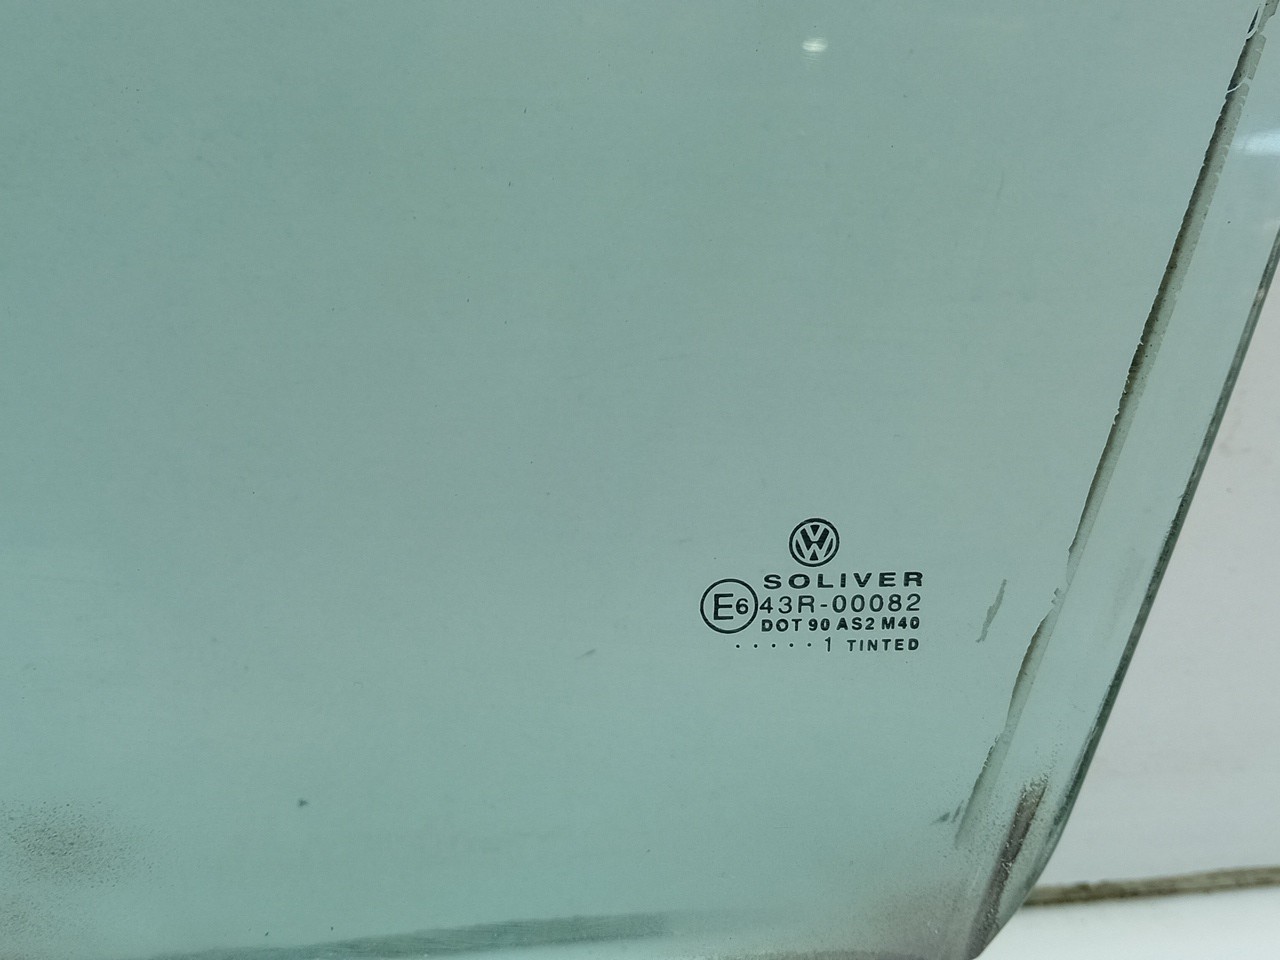 SOLIVER
E6 43R-00082
DOT 90 AS2 M40
.....1 TINTED